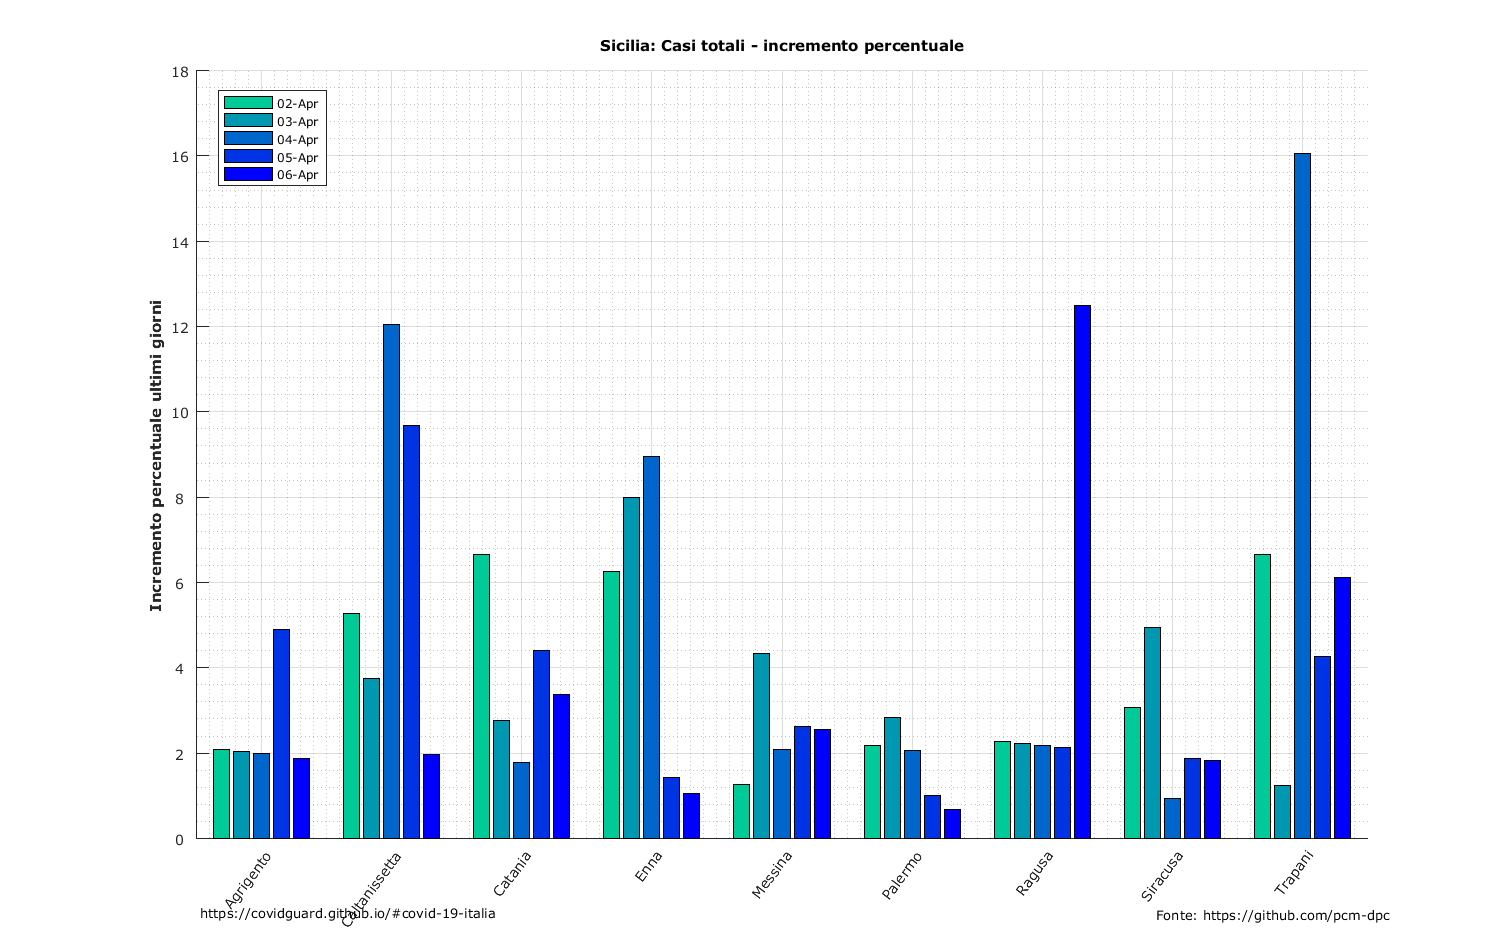 Sicilia: Casi totali - incremento percentuale
Incremento percentuale ultimi giorni
18
16
14
12
10
8
6
4
2
0
02-Apr
03-Apr
04-Apr
05-Apr
06-Apr
Agrigento
Caltanissetta
Catania
Enna
Messina
Palermo
Ragusa
Siracusa
Trapani
https://covidguard.github.io/#covid-19-italia
Fonte: https://github.com/pcm-dpc